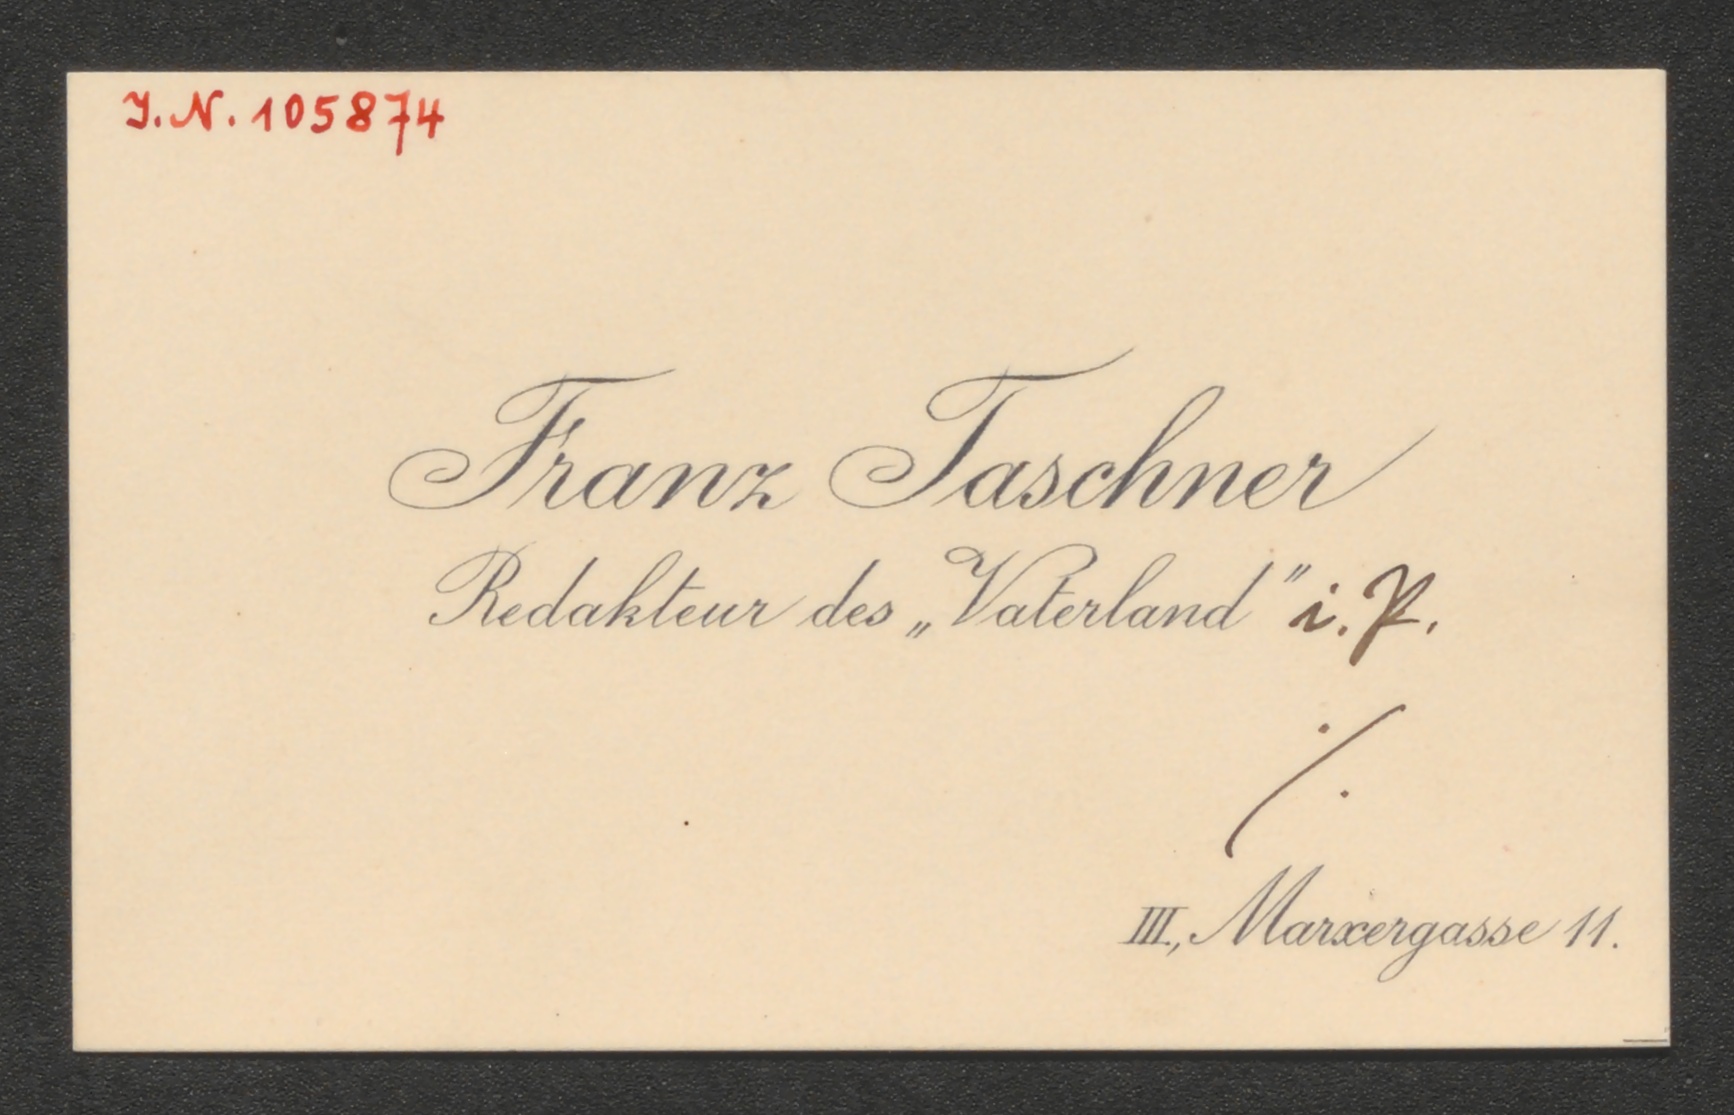 J.N. 105874
Franz Taschner
Redakteur des „Vaterland" i. P.
./.
III, Marxergasse 11.